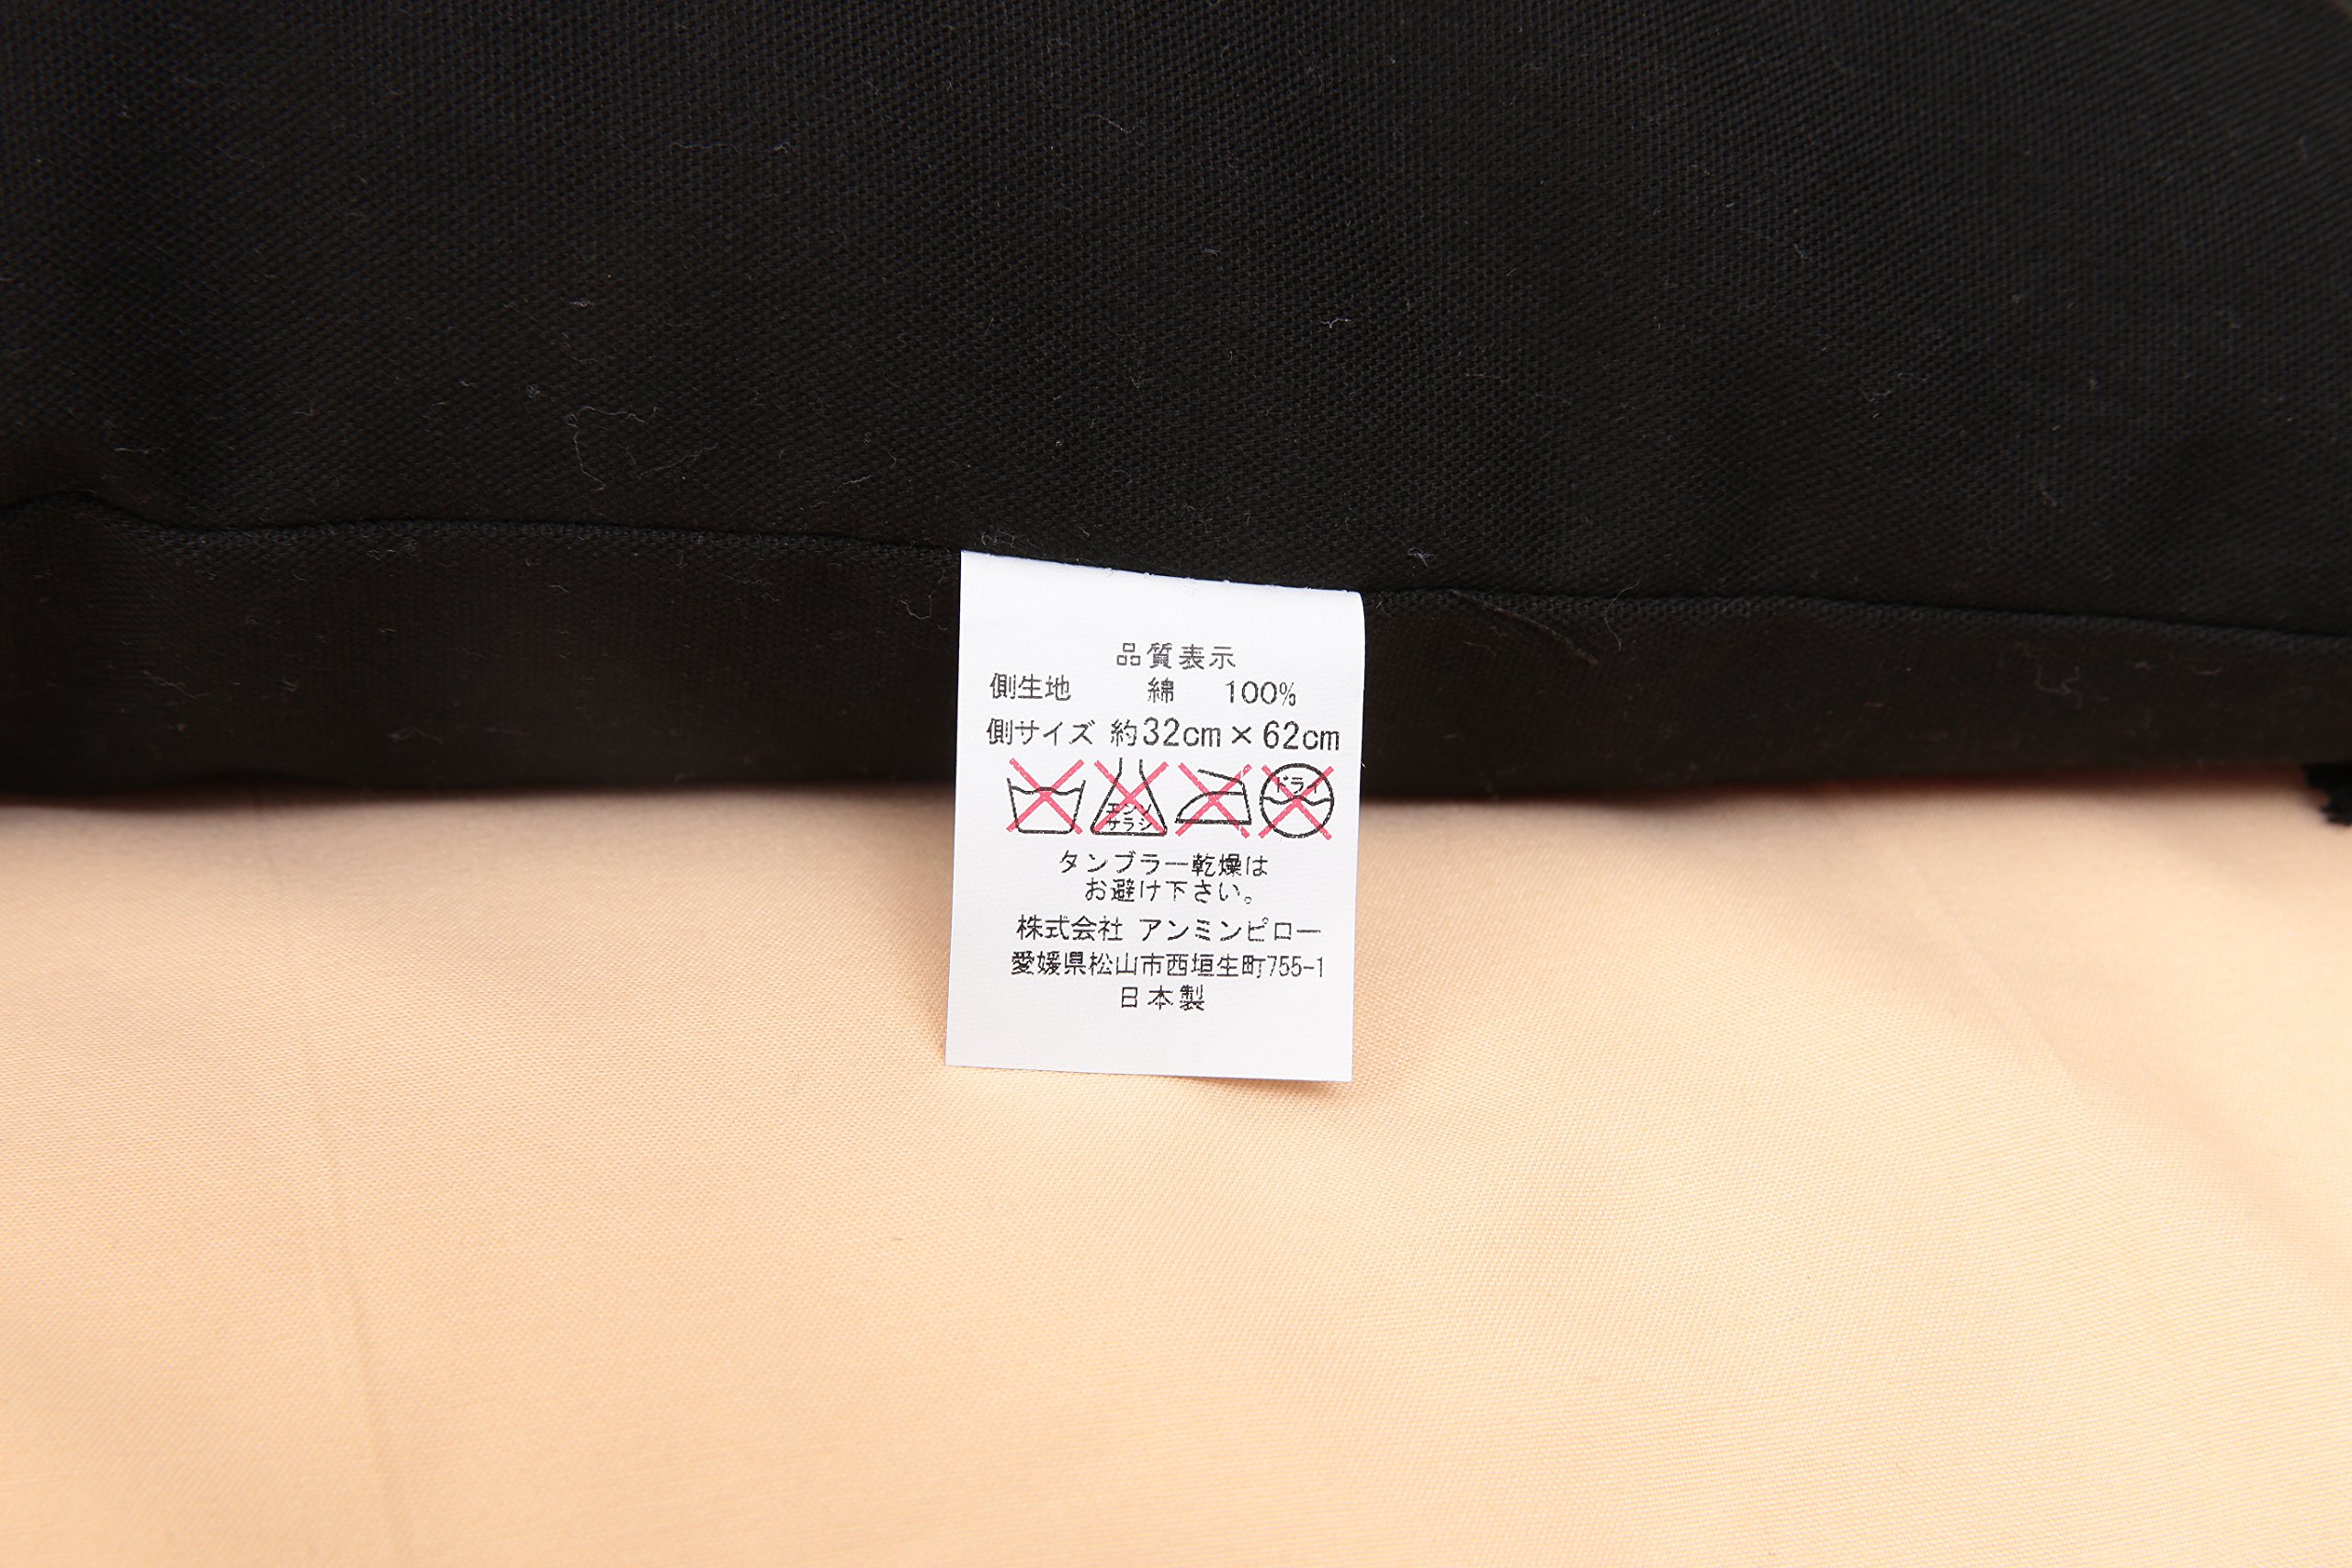 品質表示
側生地 綿 100%
側サイズ 約32cm×62cm
エンソ
サラシ
ドライ
タンブラー乾燥は
お避け下さい。
株式会社 アンミンピロー
愛媛県松山市西垣生町755-1
日本製